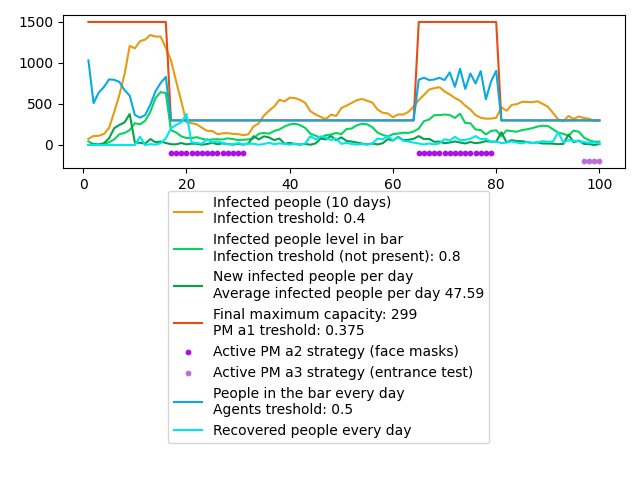 1500
1000
500
0
0
20
40
60
80
100
Infected people (10 days)
Infection treshold: 0.4
Infected people level in bar
Infection treshold (not present): 0.8
New infected people per day
Average infected people per day 47.59
Final maximum capacity: 299
PM a1 treshold: 0.375
Active PM a2 strategy (face masks)
Active PM a3 strategy (entrance test)
People in the bar every day
Agents treshold: 0.5
Recovered people every day